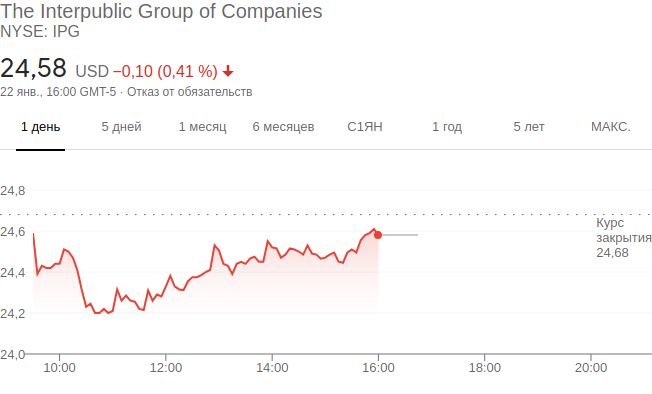 The Interpublic Group of Companies
NYSE: IPG
24,58 USD −0,10 (0,41 %)
22 янв., 16:00 GMT-5 · Отказ от обязательств
1 день 5 дней 1 месяц 6 месяцев С1ЯН 1 год 5 лет МАКС.
24,8
24,6
24,4
24,2
24,0
Курс
закрытия
24,68
10:00 12:00 14:00 16:00 18:00 20:00